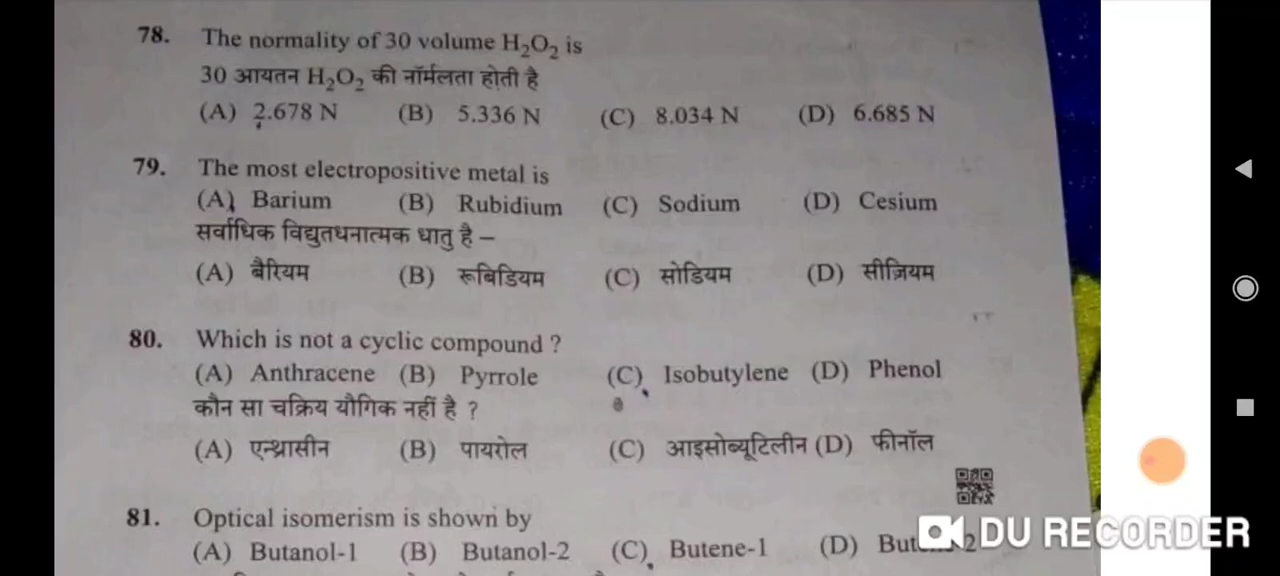 78. The normality of 30 volume H₂O₂ is
30 आयतन H₂O₂ की नॉर्मलता होती है
(A) 2.678 N (B) 5.336 N (C) 8.034 N (D) 6.685 N
79. The most electropositive metal is
(A) Barium (B) Rubidium (C) Sodium (D) Cesium
सर्वाधिक विद्युतधनात्मक धातु है –
(A) बैरियम (B) रूबिडियम (C) सोडियम (D) सीज़ियम
80. Which is not a cyclic compound ?
(A) Anthracene (B) Pyrrole (C) Isobutylene (D) Phenol
कौन सा चक्रिय यौगिक नहीं है ?
(A) एन्थ्रासीन (B) पायरोल (C) आइसोब्यूटिलीन (D) फीनॉल
81. Optical isomerism is shown by
(A) Butanol-1 (B) Butanol-2 (C) Butene-1 (D)
DU RECORDER